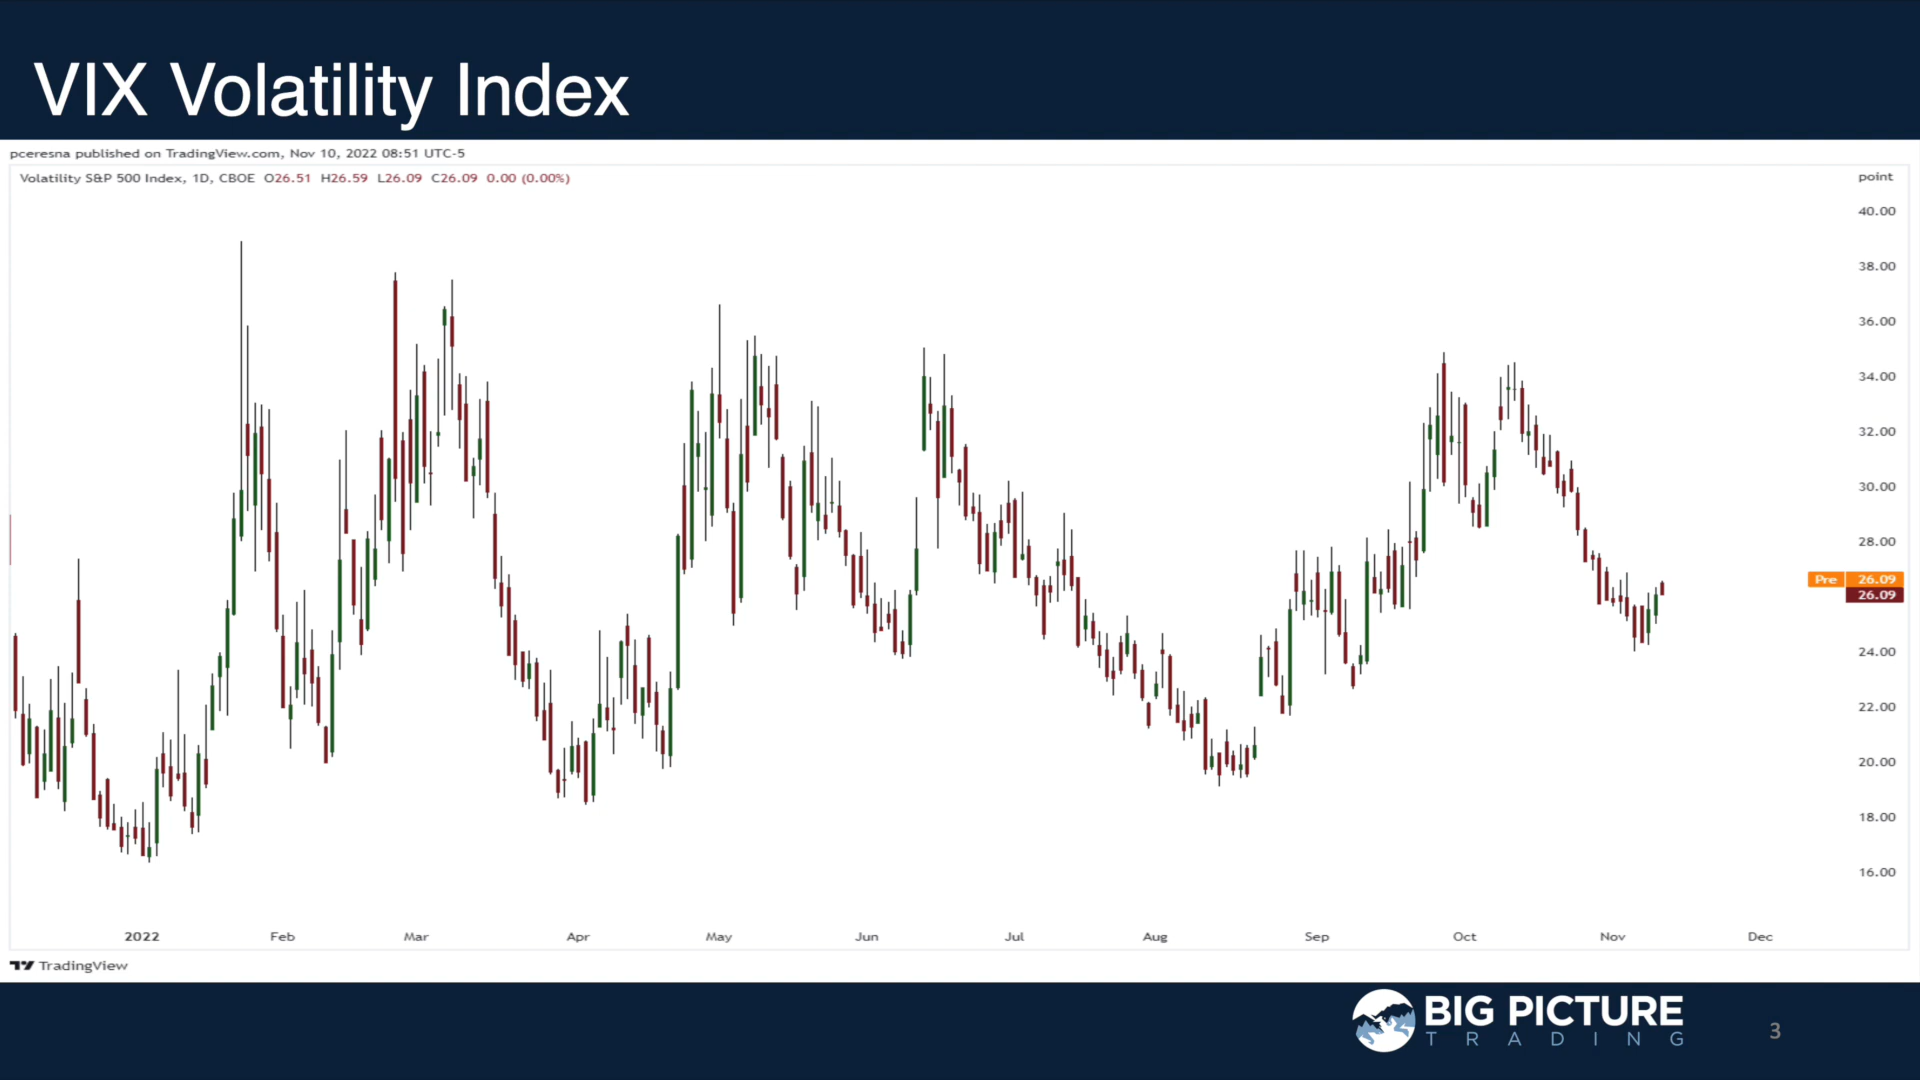 VIX Volatility Index
pceresna published on TradingView.com, Nov 10, 2022 08:51 UTC-5
Volatility S&P 500 Index, 1D, CBOE O26.51 H26.59 L26.09 C26.09 0.00 (0.00%)
point
40.00
38.00
36.00
34.00
32.00
30.00
28.00
Pre 26.09
26.09
24.00
22.00
20.00
18.00
16.00
2022 Feb Mar Apr May Jun Jul Aug Sep Oct Nov Dec
TradingView
BIG PICTURE
TRADING
3